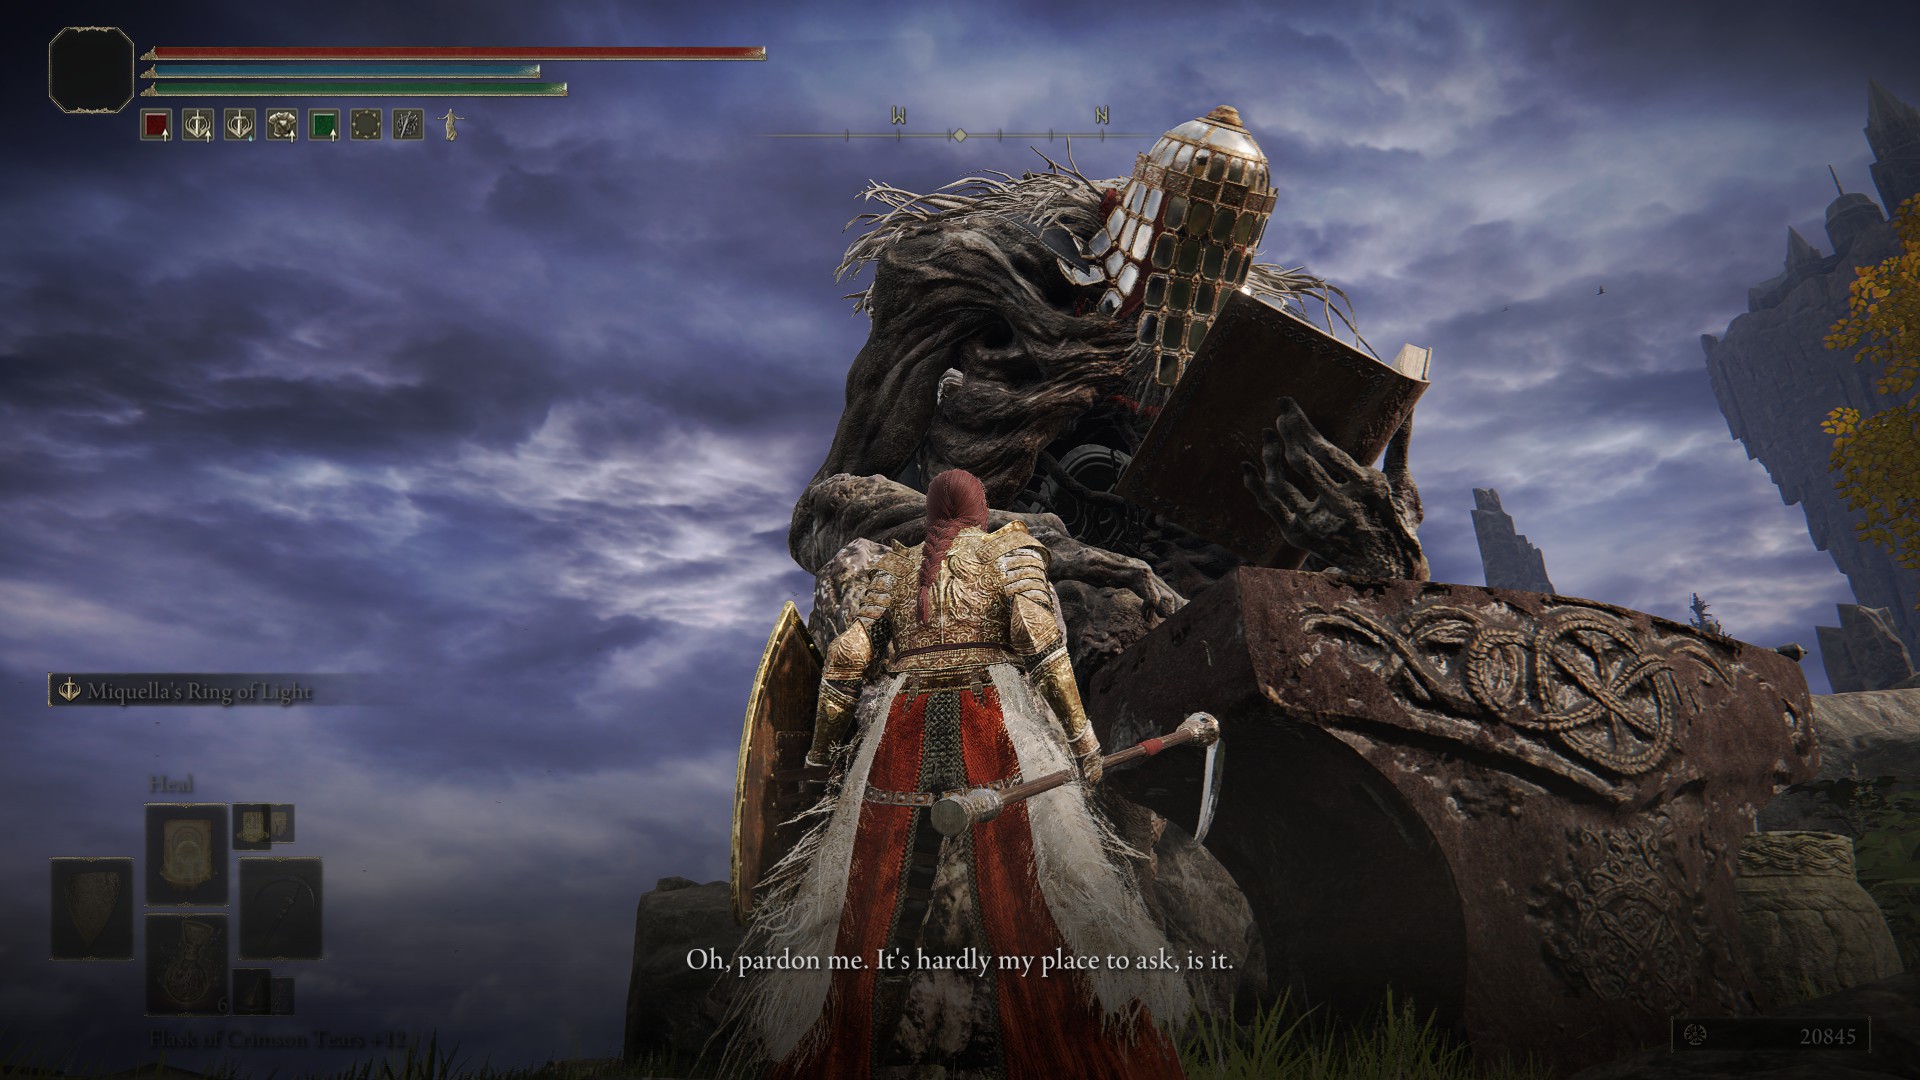 W N
Miquella's Ring of Light
Heal
6
Flask of Crimson Tears +12
Oh, pardon me. It's hardly my place to ask, is it.
20845